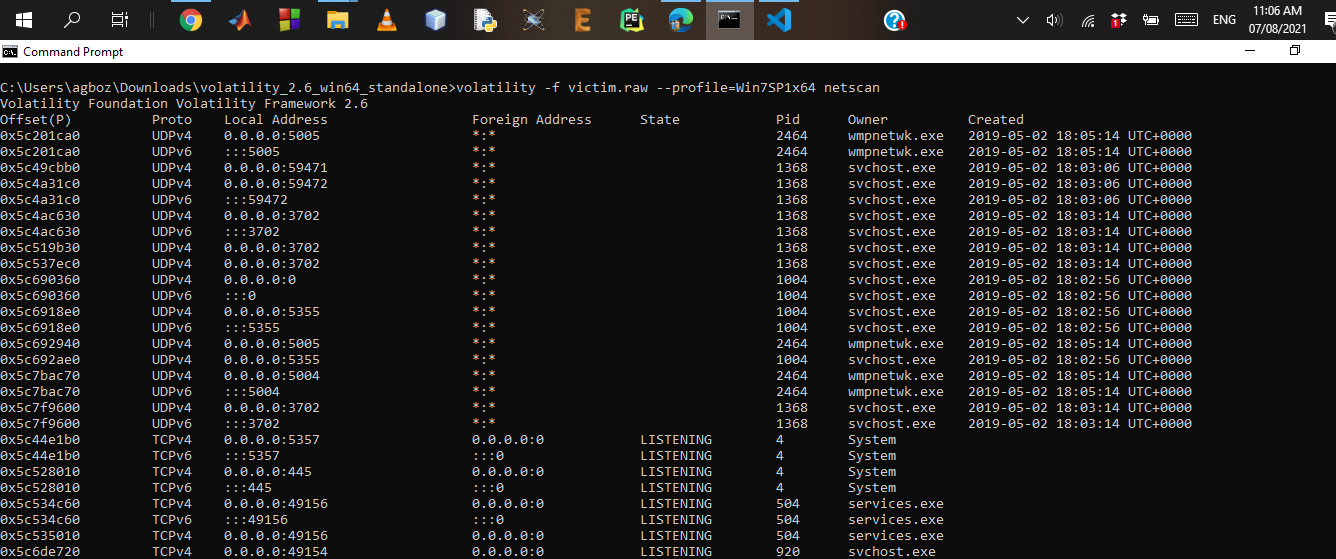 11:06 AM
ENG
07/08/2021
Command Prompt
C:\Users\agboz\Downloads\volatility_2.6_win64_standalone>volatility -f victim.raw --profile=Win7SP1x64 netscan
Volatility Foundation Volatility Framework 2.6
Offset(P) Proto Local Address Foreign Address State Pid Owner Created
0x5c201ca0 UDPv4 0.0.0.0:5005 *:* 2464 wmpnetwk.exe 2019-05-02 18:05:14 UTC+0000
0x5c201ca0 UDPv6 :::5005 *:* 2464 wmpnetwk.exe 2019-05-02 18:05:14 UTC+0000
0x5c49cbb0 UDPv4 0.0.0.0:59471 *:* 1368 svchost.exe 2019-05-02 18:03:06 UTC+0000
0x5c4a31c0 UDPv4 0.0.0.0:59472 *:* 1368 svchost.exe 2019-05-02 18:03:06 UTC+0000
0x5c4a31c0 UDPv6 :::59472 *:* 1368 svchost.exe 2019-05-02 18:03:06 UTC+0000
0x5c4ac630 UDPv4 0.0.0.0:3702 *:* 1368 svchost.exe 2019-05-02 18:03:14 UTC+0000
0x5c4ac630 UDPv6 :::3702 *:* 1368 svchost.exe 2019-05-02 18:03:14 UTC+0000
0x5c519b30 UDPv4 0.0.0.0:3702 *:* 1368 svchost.exe 2019-05-02 18:03:14 UTC+0000
0x5c537ec0 UDPv4 0.0.0.0:3702 *:* 1368 svchost.exe 2019-05-02 18:03:14 UTC+0000
0x5c690360 UDPv4 0.0.0.0:0 *:* 1004 svchost.exe 2019-05-02 18:02:56 UTC+0000
0x5c690360 UDPv6 :::0 *:* 1004 svchost.exe 2019-05-02 18:02:56 UTC+0000
0x5c6918e0 UDPv4 0.0.0.0:5355 *:* 1004 svchost.exe 2019-05-02 18:02:56 UTC+0000
0x5c6918e0 UDPv6 :::5355 *:* 1004 svchost.exe 2019-05-02 18:02:56 UTC+0000
0x5c692940 UDPv4 0.0.0.0:5005 *:* 2464 wmpnetwk.exe 2019-05-02 18:05:14 UTC+0000
0x5c692ae0 UDPv4 0.0.0.0:5355 *:* 1004 svchost.exe 2019-05-02 18:02:56 UTC+0000
0x5c7bac70 UDPv4 0.0.0.0:5004 *:* 2464 wmpnetwk.exe 2019-05-02 18:05:14 UTC+0000
0x5c7bac70 UDPv6 :::5004 *:* 2464 wmpnetwk.exe 2019-05-02 18:05:14 UTC+0000
0x5c7f9600 UDPv4 0.0.0.0:3702 *:* 1368 svchost.exe 2019-05-02 18:03:14 UTC+0000
0x5c7f9600 UDPv6 :::3702 *:* 1368 svchost.exe 2019-05-02 18:03:14 UTC+0000
0x5c44e1b0 TCPv4 0.0.0.0:5357 0.0.0.0:0 LISTENING 4 System
0x5c44e1b0 TCPv6 :::5357 :::0 LISTENING 4 System
0x5c528010 TCPv4 0.0.0.0:445 0.0.0.0:0 LISTENING 4 System
0x5c528010 TCPv6 :::445 :::0 LISTENING 4 System
0x5c534c60 TCPv4 0.0.0.0:49156 0.0.0.0:0 LISTENING 504 services.exe
0x5c534c60 TCPv6 :::49156 :::0 LISTENING 504 services.exe
0x5c535010 TCPv4 0.0.0.0:49156 0.0.0.0:0 LISTENING 504 services.exe
0x5c6de720 TCPv4 0.0.0.0:49154 0.0.0.0:0 LISTENING 920 svchost.exe